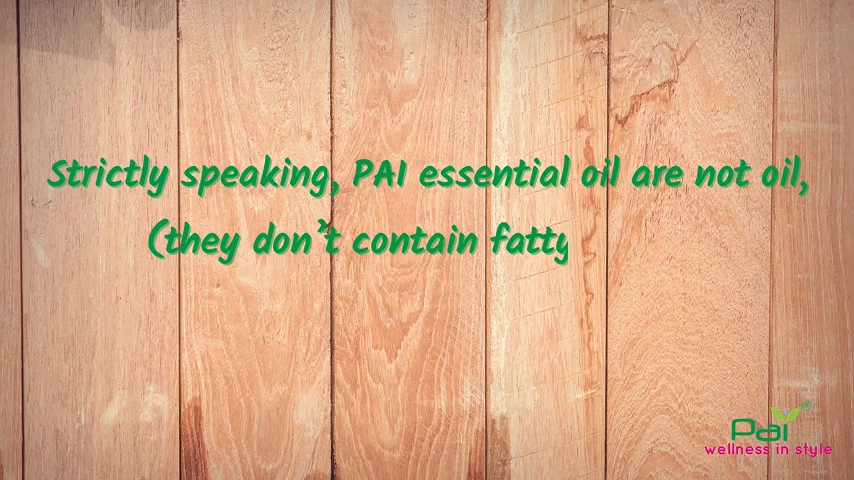 Strictly speaking, PAI essential oil are not oil,
(they don't contain fatty
Pai
wellness in style